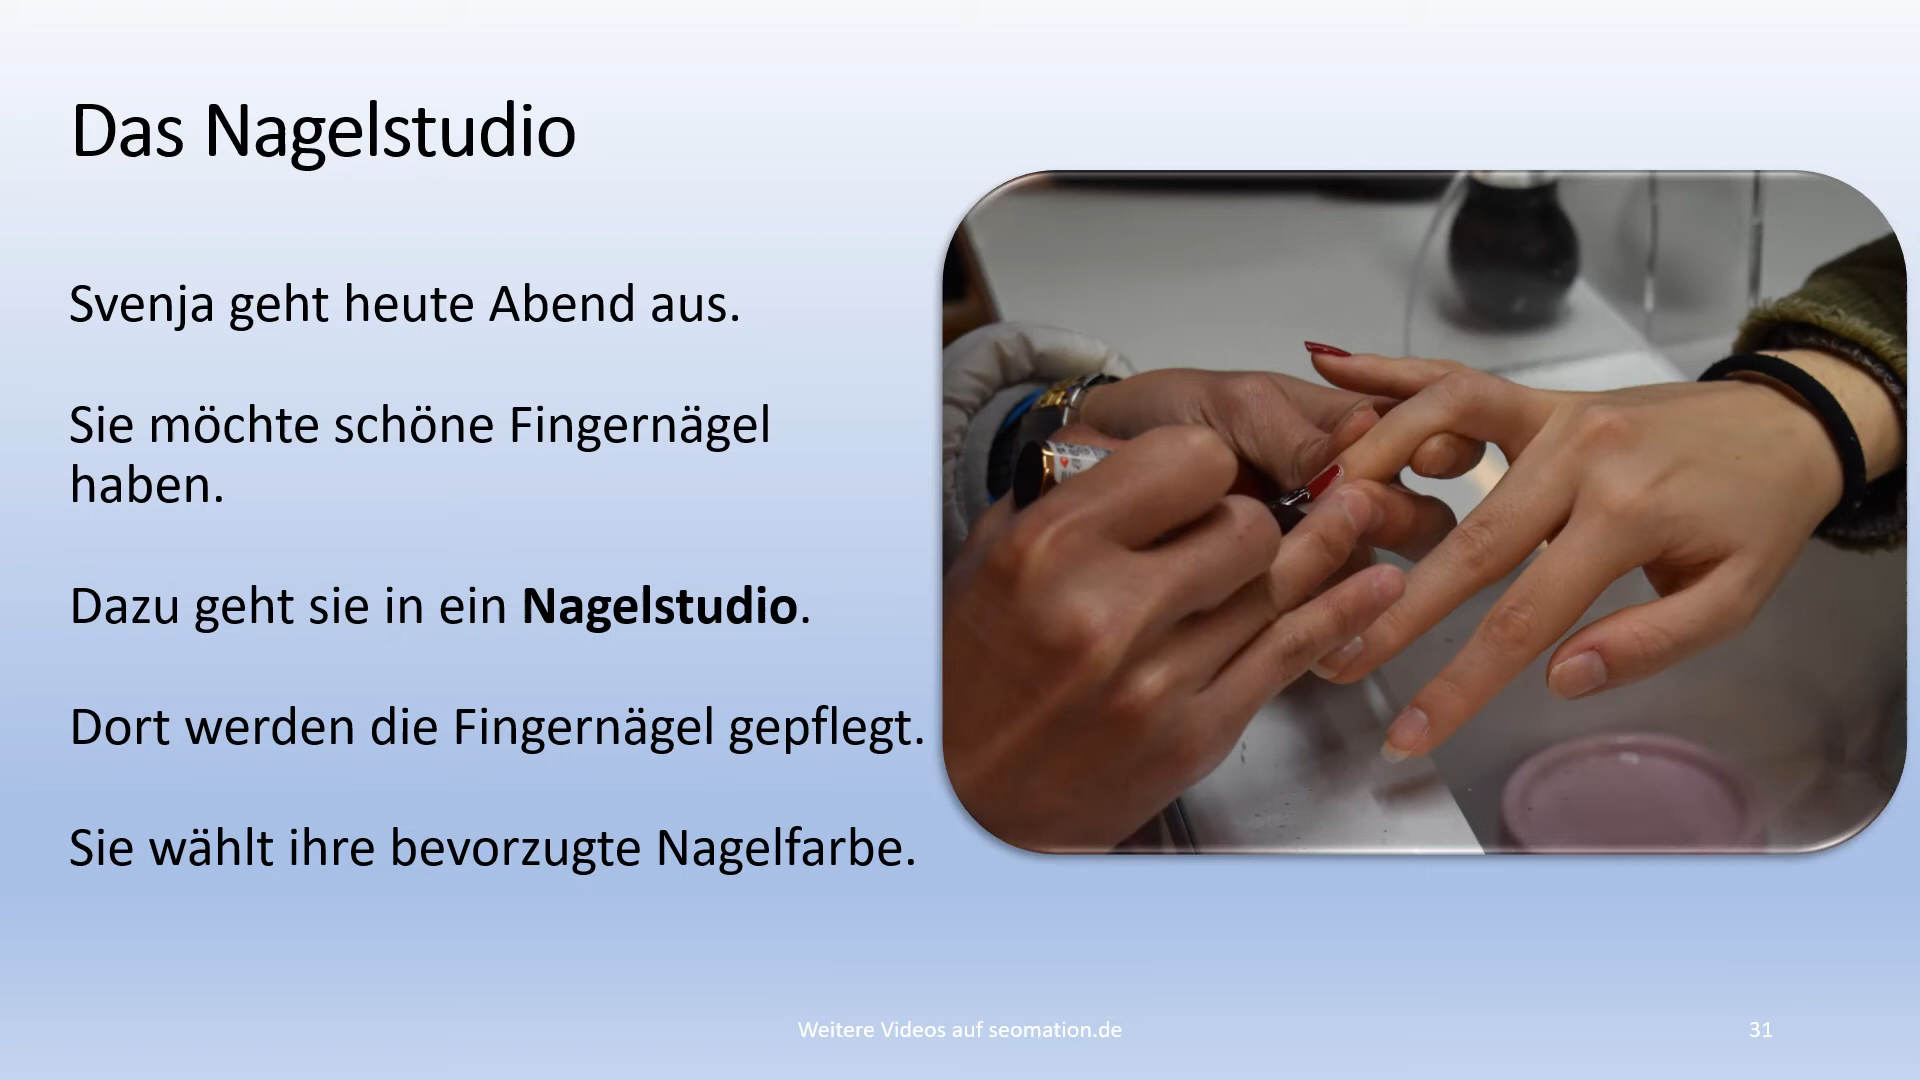 Das Nagelstudio
Svenja geht heute Abend aus.
Sie möchte schöne Fingernägel
haben.
Dazu geht sie in ein Nagelstudio.
Dort werden die Fingernägel gepflegt.
Sie wählt ihre bevorzugte Nagelfarbe.
Weitere Videos auf seomation.de
31